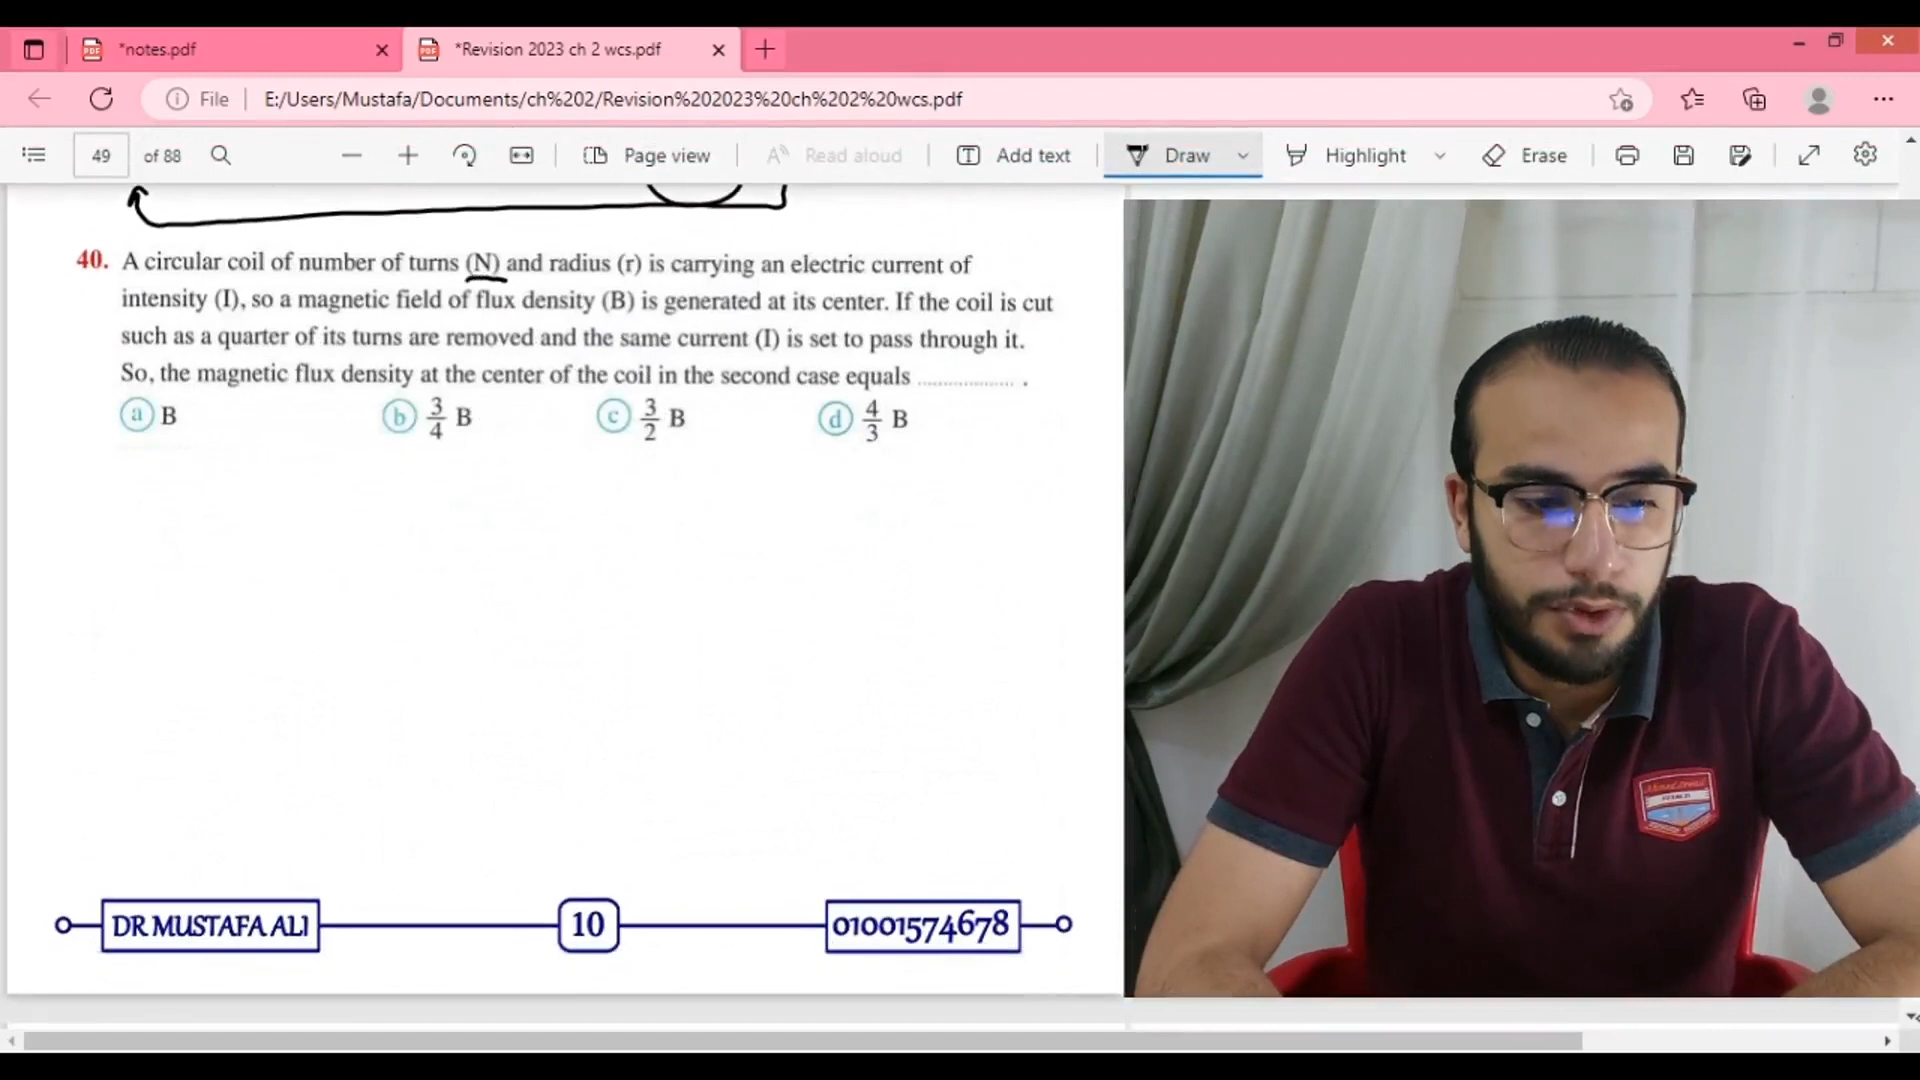 *notes.pdf
*Revision 2023 ch 2 wcs.pdf
File
E:/Users/Mustafa/Documents/ch%202/Revision%202023%20ch%202%20wcs.pdf
49 of 88
Page view
Read aloud
Add text
Draw
Highlight
Erase
40. A circular coil of number of turns (N) and radius (r) is carrying an electric current of
intensity (I), so a magnetic field of flux density (B) is generated at its center. If the coil is cut
such as a quarter of its turns are removed and the same current (I) is set to pass through it.
So, the magnetic flux density at the center of the coil in the second case equals .................... .
a B
b 3/4 B
c 3/2 B
d 4/3 B
DR MUSTAFA ALI
10
01001574678